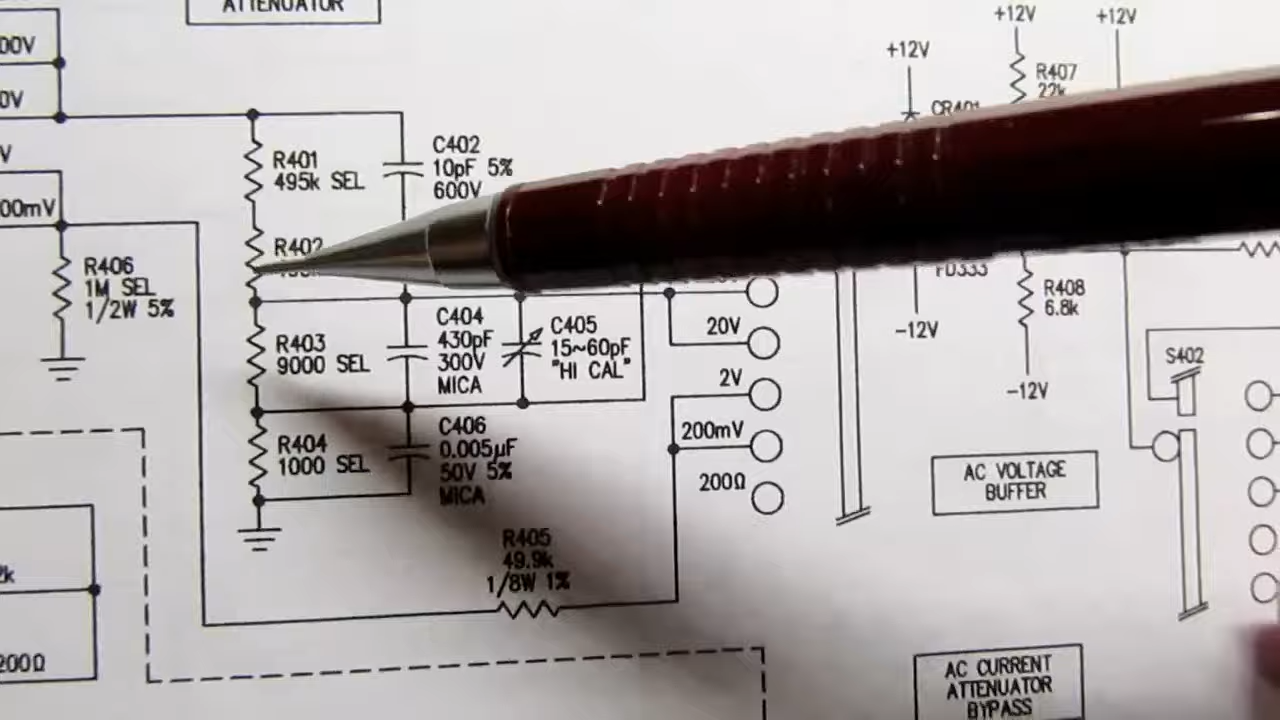 ATTENUATOR
00V
0V
V
00mV
R406
1M SEL
1/2W 5%
R401
495k SEL
C402
10pF 5%
600V
R402
R403
9000 SEL
C404
430pF
300V
MICA
C405
15~60pF
"HI CAL"
R404
1000 SEL
C406
0.005µF
50V 5%
MICA
R405
49.9k
1/8W 1%
20V
2V
200mV
200Ω
+12V
+12V
+12V
R407
22k
CR401
FD333
-12V
R408
6.8k
-12V
S402
AC VOLTAGE
BUFFER
AC CURRENT
ATTENUATOR
BYPASS
2k
200Ω